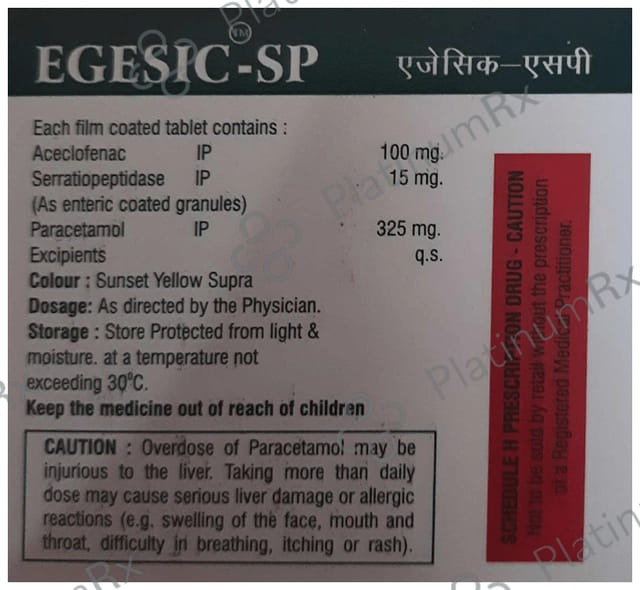 EGESIC-SP
TM
एजेसिक–एसपी
Each film coated tablet contains :
Aceclofenac IP 100 mg.
Serratiopeptidase IP 15 mg.
(As enteric coated granules)
Paracetamol IP 325 mg.
Excipients q.s.
Colour : Sunset Yellow Supra
Dosage: As directed by the Physician.
Storage : Store Protected from light &
moisture. at a temperature not
exceeding 30°C.
Keep the medicine out of reach of children
CAUTION : Overdose of Paracetamol may be
injurious to the liver. Taking more than daily
dose may cause serious liver damage or allergic
reactions (e.g. swelling of the face, mouth and
throat, difficulty in breathing, itching or rash).
SCHEDULE H PRESCRIPTION DRUG - CAUTION
Not to be sold by retail without the prescription
of a Registered Medical Practitioner.
PlatinumRx
PlatinumRx
PlatinumRx